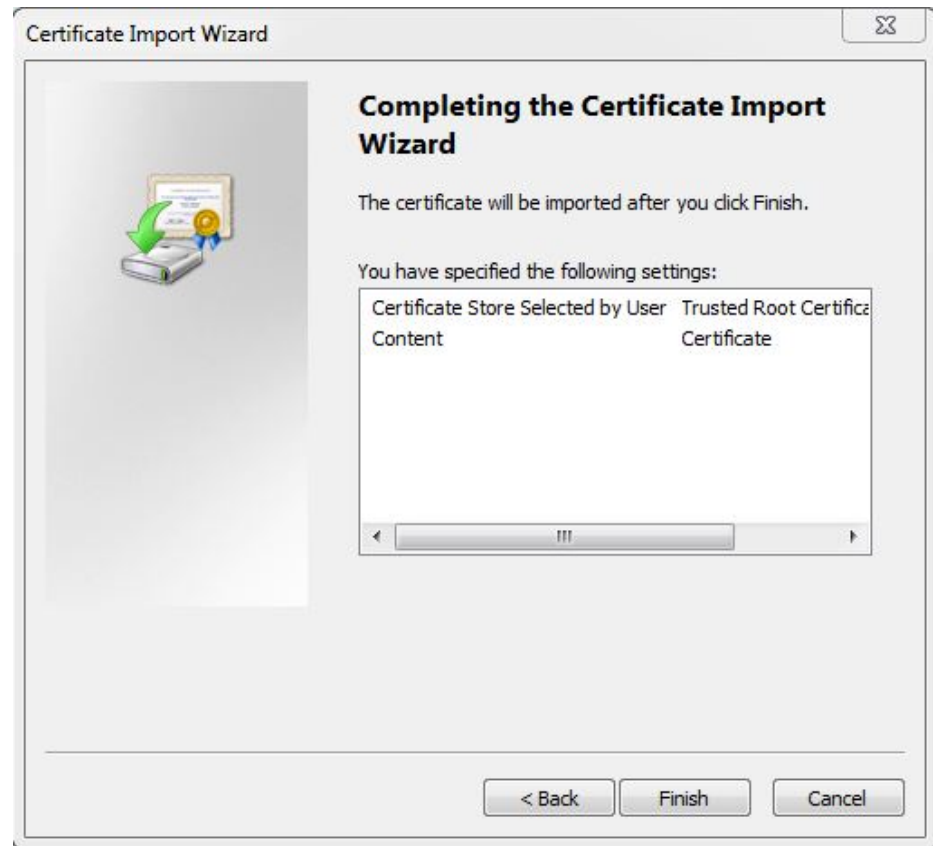 Certificate Import Wizard
Completing the Certificate Import
Wizard
The certificate will be imported after you click Finish.
You have specified the following settings:
Certificate Store Selected by User Trusted Root Certifica
Content Certificate
< Back Finish Cancel